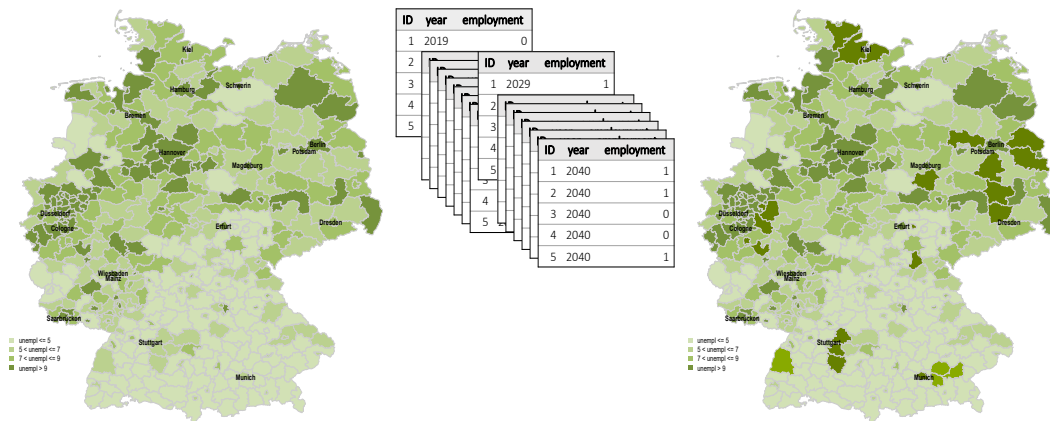 Kiel
Schwerin
Hamburg
Bremen
Berlin
Potsdam
Hannover
Magdeburg
Düsseldorf
Cologne
Erfurt
Dresden
Wiesbaden
Mainz
Saarbrücken
Stuttgart
Munich
unempl <= 5
5 < unempl <= 7
7 < unempl <= 9
unempl > 9
ID year employment
1 2019 0
2
3
4
5
ID year employment
1 2029 1
2
3
5
5 2
ID year employment
1 2040 1
2 2040 1
3 2040 0
4 2040 0
5 2040 1
Kiel
Schwerin
Hamburg
Bremen
Berlin
Potsdam
Hannover
Magdeburg
Düsseldorf
Cologne
Erfurt
Dresden
Wiesbaden
Mainz
Saarbrücken
Stuttgart
Munich
unempl <= 5
5 < unempl <= 7
7 < unempl <= 9
unempl > 9